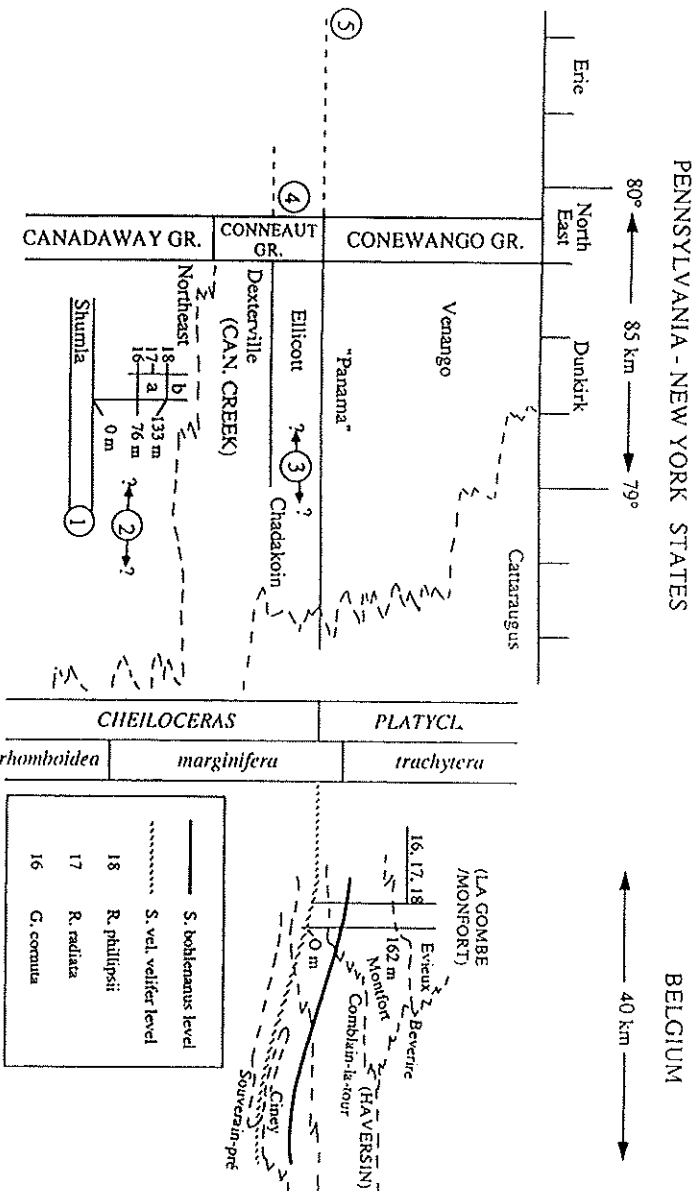 PENNSYLVANIA - NEW YORK STATES
80°
85 km
79°
Erie
North
East
Dunkirk
Cattaraugus
5
4
CONEWANGO GR.
CONNEAUT
GR.
CANADAWAY GR.
Venango
"Panama"
Ellicott
? 3 ?
Chadakoin
Dexterville
(CAN. CREEK)
Northeast
18
17
16
b
a
133 m
76 m
0 m
? 2 ?
Shumla
1
PLATYCL.
CHEILOCERAS
trachytera
marginifera
rhomboidea
BELGIUM
40 km
(LA GOMBE
/MONFORT)
16, 17, 18
Evieux
Beverire
162 m
Montfort
(HAVERSIN)
Comblain-la-tour
0 m
Ciney
Souverain-pré
S. bohlenanus level
S. vel. velifer level
18 R. phillipsii
17 R. radiata
16 G. cornuta